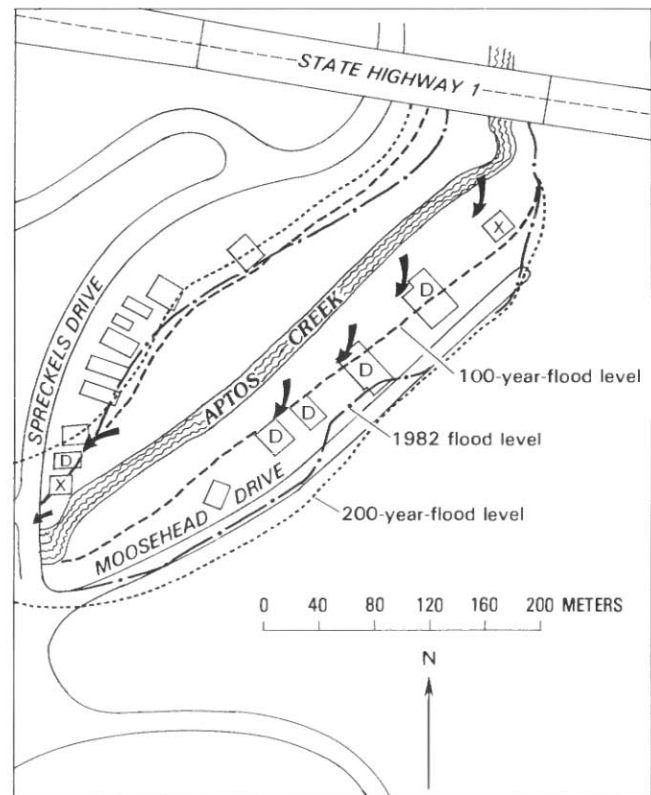 STATE HIGHWAY 1
SPRECKELS DRIVE
APTOS CREEK
X
D
D
D
D
D
X
100-year-flood level
1982 flood level
200-year-flood level
MOOSEHEAD DRIVE
0 40 80 120 160 200 METERS
N